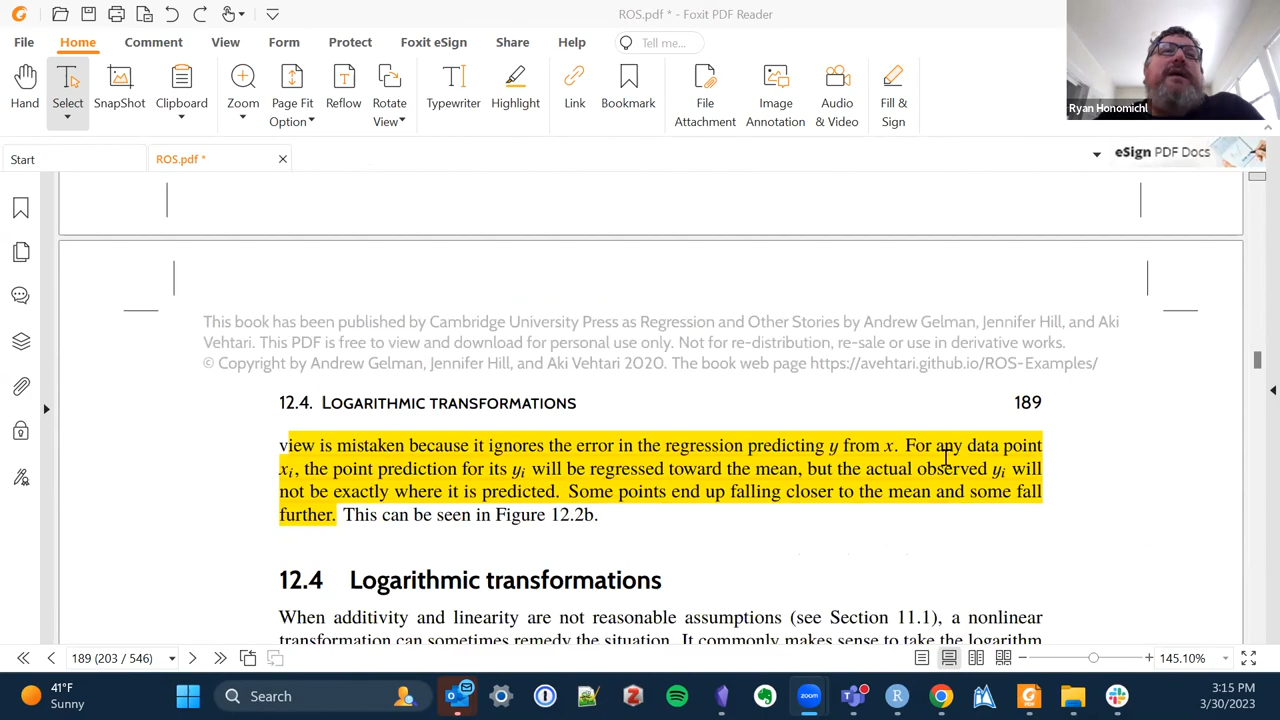 ROS.pdf * - Foxit PDF Reader
File Home Comment View Form Protect Foxit eSign Share Help Tell me...
Hand Select SnapShot Clipboard Zoom Page Fit Option Reflow Rotate View Typewriter Highlight Link Bookmark File Attachment Image Annotation Audio & Video Fill & Sign
Ryan Honomichl
Start ROS.pdf * eSign PDF Docs
This book has been published by Cambridge University Press as Regression and Other Stories by Andrew Gelman, Jennifer Hill, and Aki
Vehtari. This PDF is free to view and download for personal use only. Not for re-distribution, re-sale or use in derivative works.
© Copyright by Andrew Gelman, Jennifer Hill, and Aki Vehtari 2020. The book web page https://avehtari.github.io/ROS-Examples/
12.4. LOGARITHMIC TRANSFORMATIONS 189
view is mistaken because it ignores the error in the regression predicting y from x. For any data point
xi, the point prediction for its yi will be regressed toward the mean, but the actual observed yi will
not be exactly where it is predicted. Some points end up falling closer to the mean and some fall
further. This can be seen in Figure 12.2b.
12.4 Logarithmic transformations
When additivity and linearity are not reasonable assumptions (see Section 11.1), a nonlinear
transformation can sometimes remedy the situation. It commonly makes sense to take the logarithm
189 (203 / 546) 145.10%
41°F
Sunny
Search
3:15 PM
3/30/2023